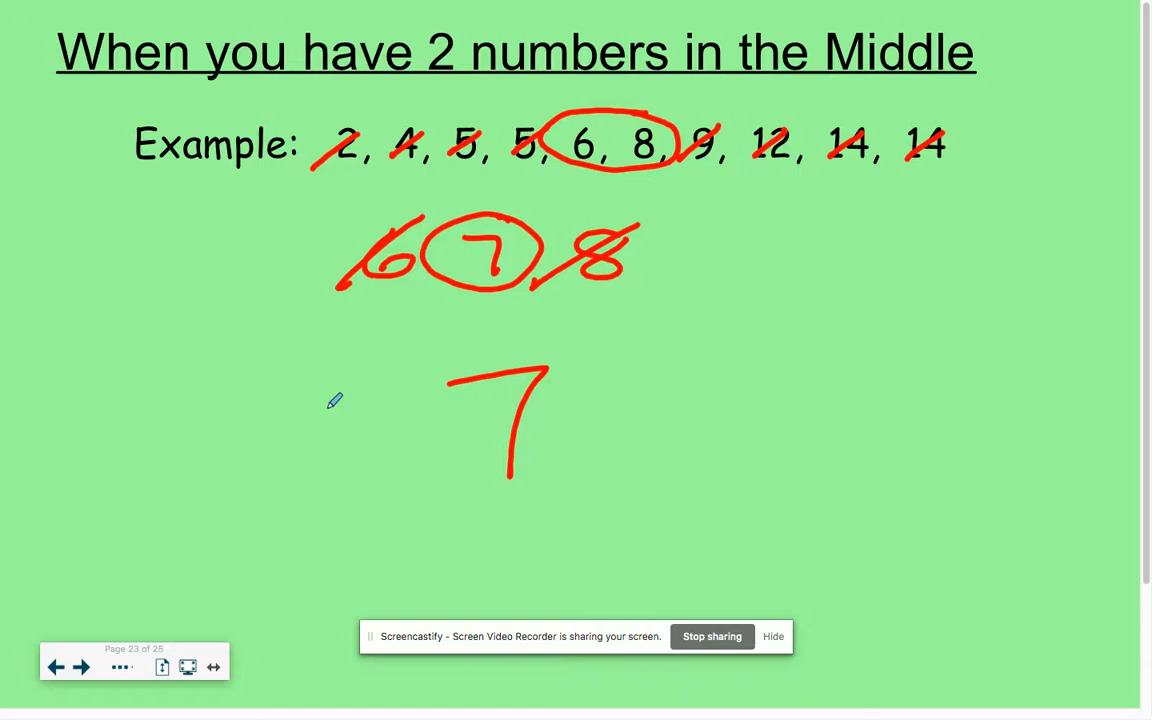 When you have 2 numbers in the Middle
Example: 2, 4, 5, 5, 6, 8, 9, 12, 14, 14
6 7 8
7
Screencastify - Screen Video Recorder is sharing your screen. Stop sharing Hide
Page 23 of 25